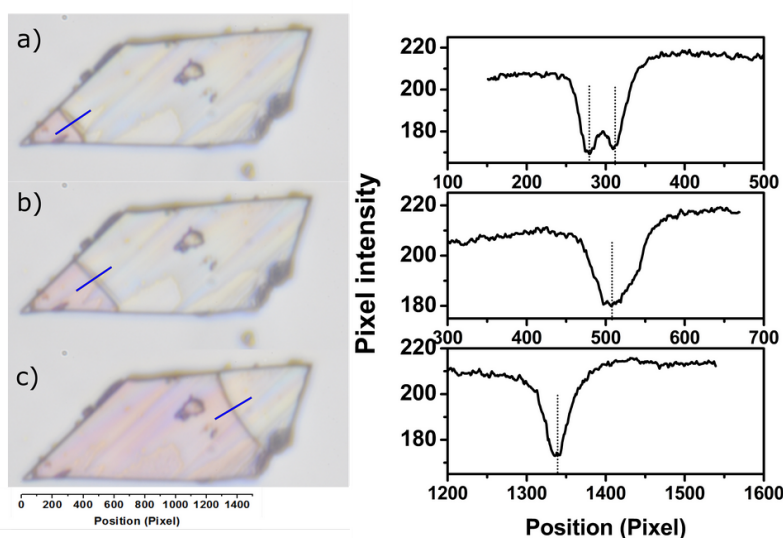 a)
b)
c)
0 200 400 600 800 1000 1200 1400
Position (Pixel)
Pixel intensity
220
200
180
100 200 300 400 500
220
200
180
300 400 500 600 700
220
200
180
1200 1300 1400 1500 1600
Position (Pixel)